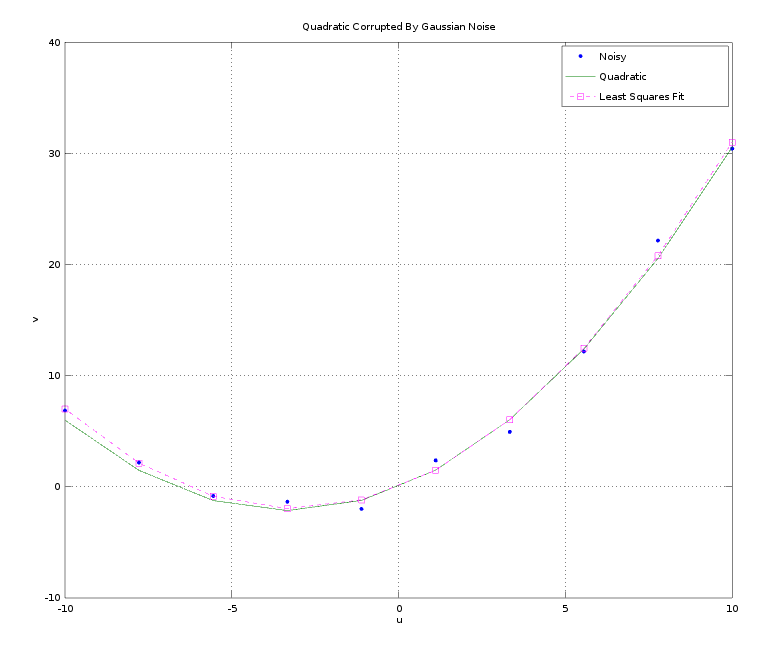 Quadratic Corrupted By Gaussian Noise
40
Noisy
Quadratic
Least Squares Fit
30
20
v
10
0
-10
-10 -5 0 5 10
u